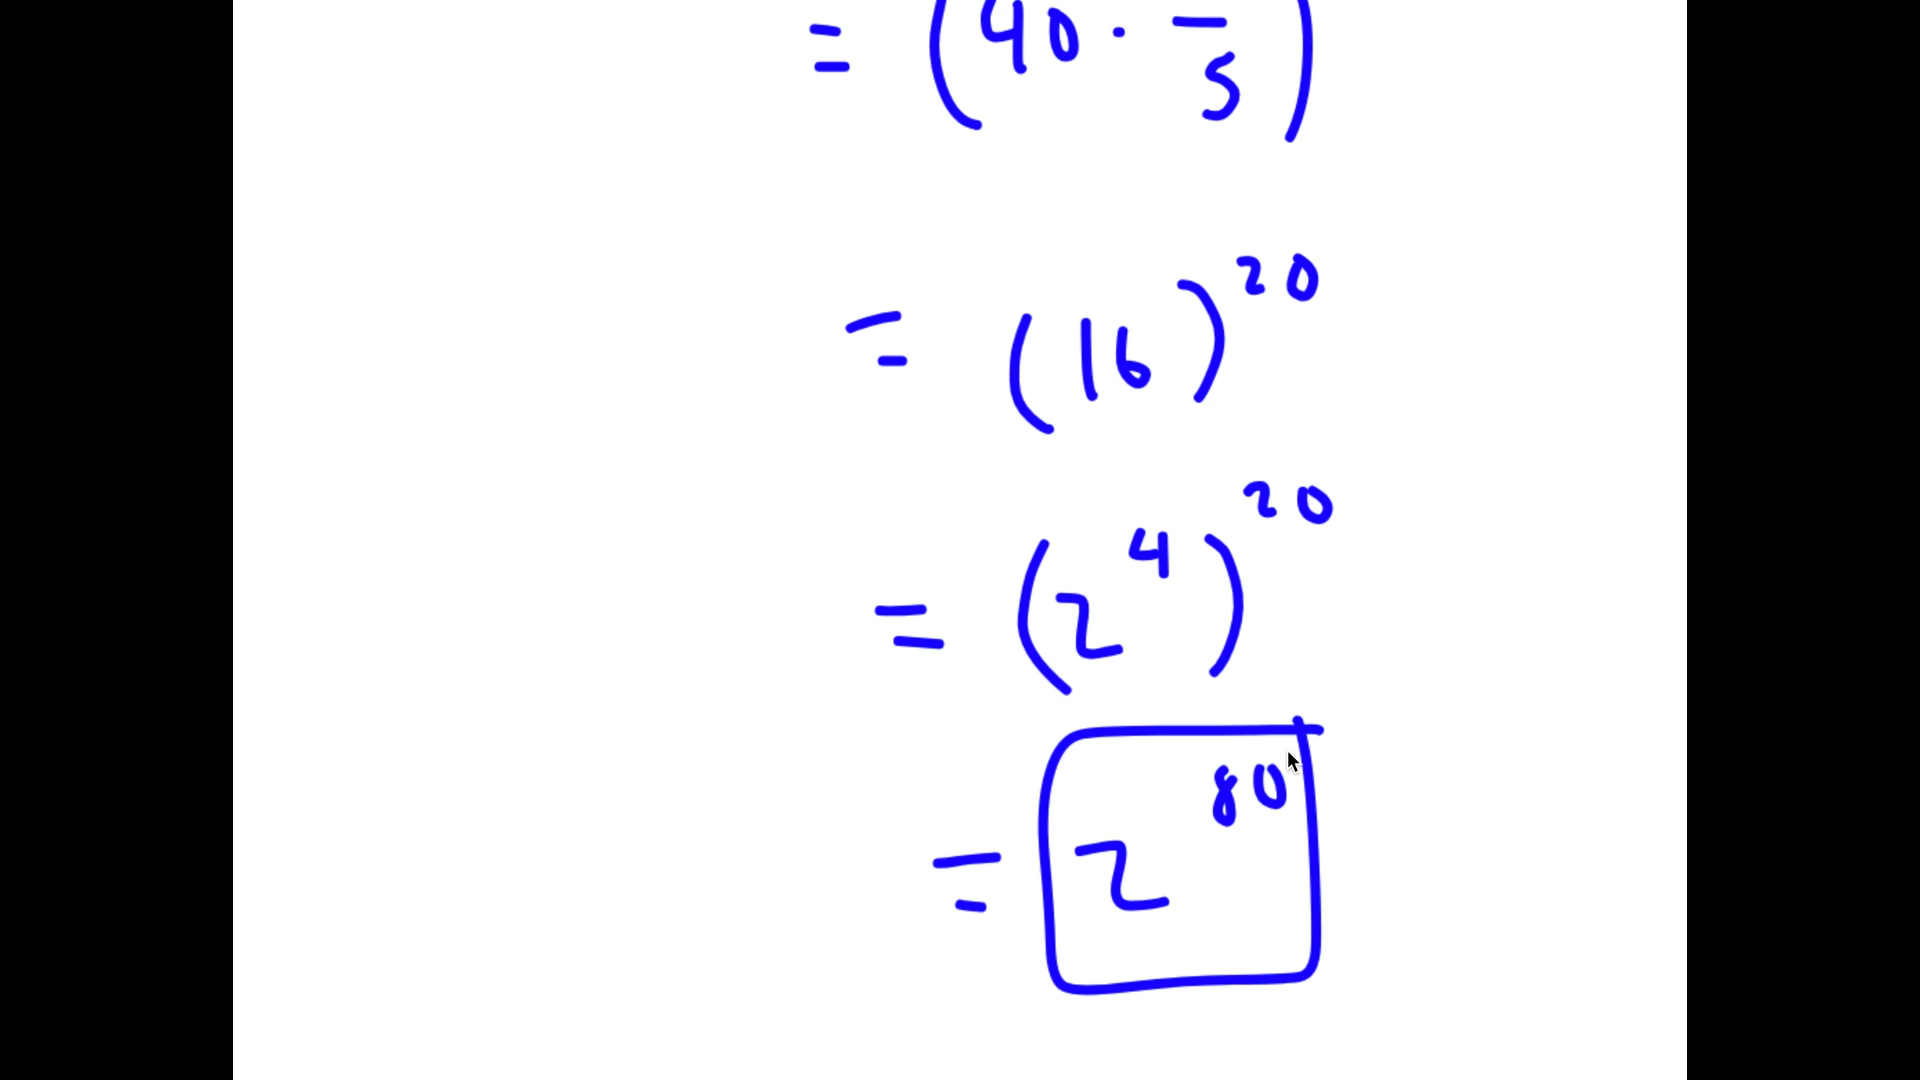 = (40 · — 5)
= (16)^20
= (2^4)^20
= 2^80